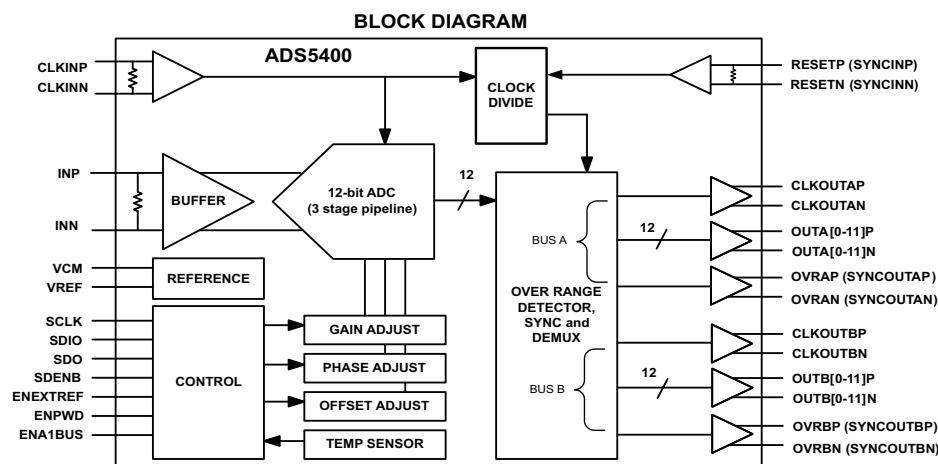 BLOCK DIAGRAM
ADS5400
CLKINP
CLKINN
CLOCK
DIVIDE
RESETP (SYNCINP)
RESETN (SYNCINN)
INP
INN
BUFFER
12-bit ADC
(3 stage pipeline)
12
VCM
VREF
REFERENCE
SCLK
SDIO
SDO
SDENB
ENEXTREF
ENPWD
ENA1BUS
CONTROL
GAIN ADJUST
PHASE ADJUST
OFFSET ADJUST
TEMP SENSOR
BUS A
OVER RANGE
DETECTOR,
SYNC and
DEMUX
BUS B
12
12
CLKOUTAP
CLKOUTAN
OUTA[0-11]P
OUTA[0-11]N
OVRAP (SYNCOUTAP)
OVRAN (SYNCOUTAN)
CLKOUTBP
CLKOUTBN
OUTB[0-11]P
OUTB[0-11]N
OVRBP (SYNCOUTBP)
OVRBN (SYNCOUTBN)